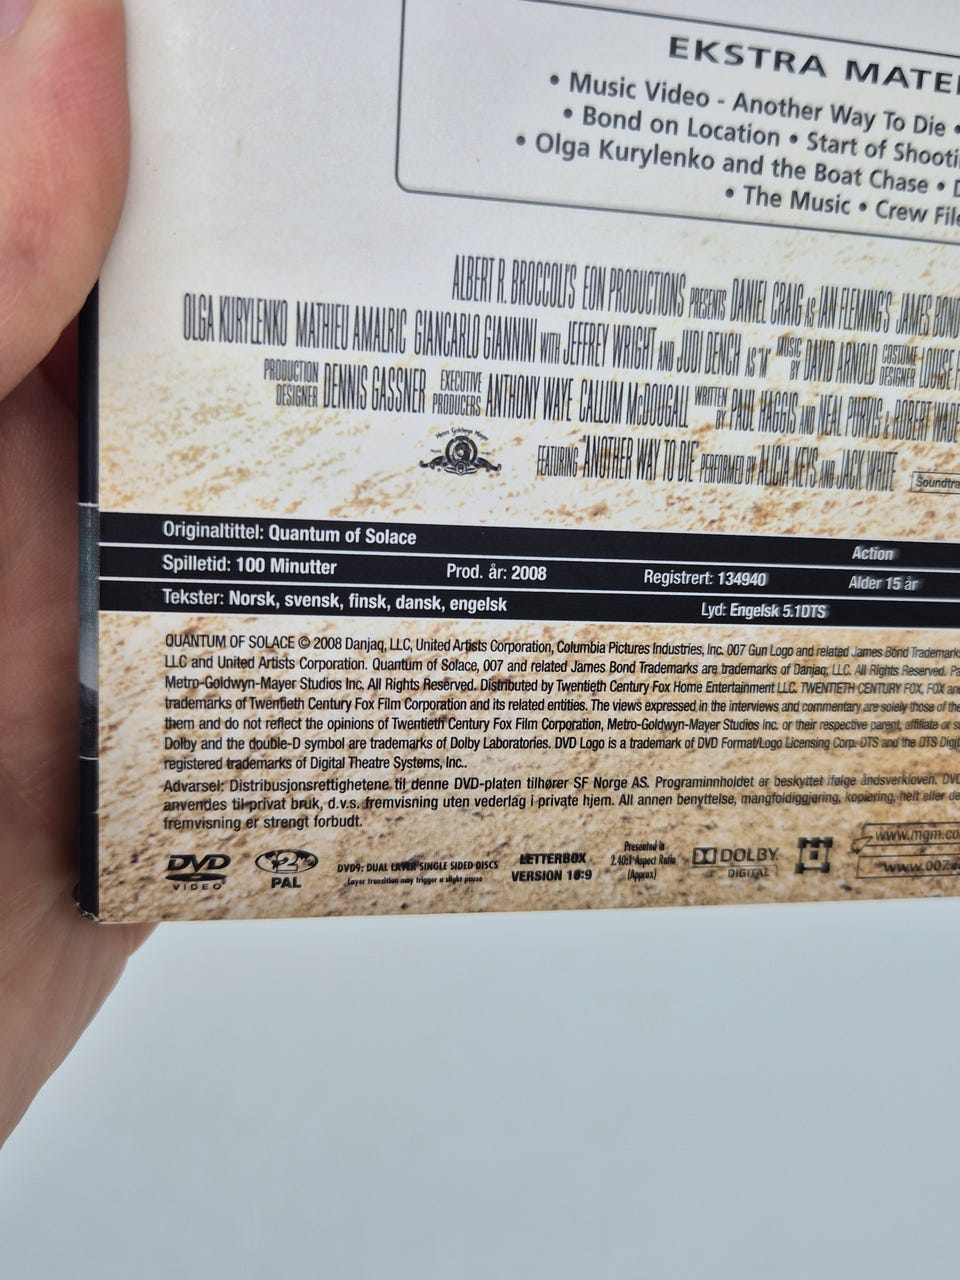 EKSTRA
• Music Video - Another Way To Die •
• Bond on Location • Start of
• Olga Kurylenko and the Boat Chase •
• The Music • Crew
ALBERT R. BROCCOLI'S EON PRODUCTIONS PRESENTS DANIEL CRAIG AS IAN FLEMING'S JAMES BOND
OLGA KURYLENKO MATHIEU AMALRIC GIANCARLO GIANNINI WITH JEFFREY WRIGHT AND JUDI DENCH AS "M" MUSIC BY DAVID ARNOLD COSTUME DESIGNER LOUISE
PRODUCTION DESIGNER DENNIS GASSNER EXECUTIVE PRODUCERS ANTHONY WAYE CALLUM McDOUGALL WRITTEN BY PAUL HAGGIS AND NEAL PURVIS & ROBERT WADE
Metro Goldwyn Mayer
FEATURING "ANOTHER WAY TO DIE" PERFORMED BY ALICIA KEYS AND JACK WHITE
Originaltittel: Quantum of Solace
Action
Spilletid: 100 Minutter Prod. år: 2008 Registrert: 134940 Alder 15 år
Tekster: Norsk, svensk, finsk, dansk, engelsk Lyd: Engelsk 5.1DTS
QUANTUM OF SOLACE © 2008 Danjaq, LLC, United Artists Corporation, Columbia Pictures Industries, Inc. 007 Gun Logo and related James Bond Trademarks
LLC and United Artists Corporation. Quantum of Solace, 007 and related James Bond Trademarks are trademarks of Danjaq, LLC. All Rights Reserved.
Metro-Goldwyn-Mayer Studios Inc. All Rights Reserved. Distributed by Twentieth Century Fox Home Entertainment LLC. TWENTIETH CENTURY FOX, FOX and
trademarks of Twentieth Century Fox Film Corporation and its related entities. The views expressed in the interviews and commentary are solely those of the
them and do not reflect the opinions of Twentieth Century Fox Film Corporation, Metro-Goldwyn-Mayer Studios Inc. or their respective parent, affiliate or
Dolby and the double-D symbol are trademarks of Dolby Laboratories. DVD Logo is a trademark of DVD Format/Logo Licensing Corp. DTS and the DTS
registered trademarks of Digital Theatre Systems, Inc..
Advarsel: Distribusjonsrettighetene til denne DVD-platen tilhører SF Norge AS. Programinnholdet er beskyttet ifølge åndsverkloven.
anvendes til privat bruk, d.v.s. fremvisning uten vederlag i private hjem. All annen benyttelse, mangfoldiggjøring, kopiering, helt eller
fremvisning er strengt forbudt.
DVD VIDEO
2 PAL
DVD9: DUAL LAYER SINGLE SIDED DISCS
Layer transition may trigger a slight pause
LETTERBOX
VERSION 16:9
Presented in
2.40:1 Aspect Ratio
(Approx)
DOLBY
DIGITAL
www.mgm.co
www.007.